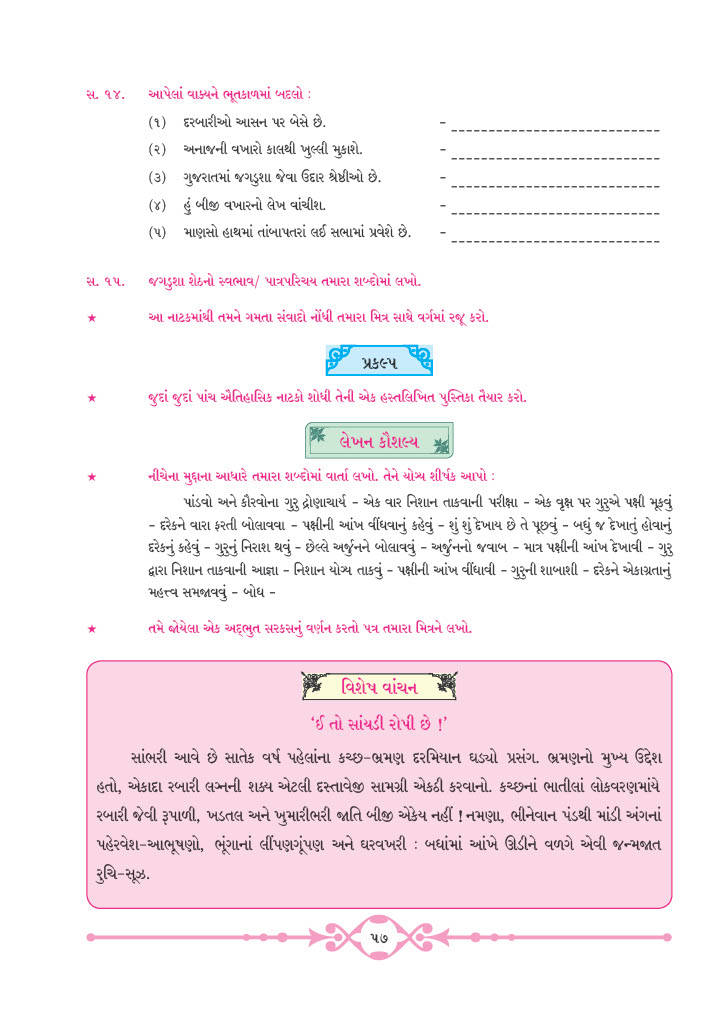 સ. ૧૪. આપેલાં વાક્યને ભૂતકાળમાં બદલો :
(૧) દરબારીઓ આસન પર બેસે છે. - _____________________________
(૨) અનાજની વખારો કાલથી ખુલ્લી મુકાશે. - _____________________________
(૩) ગુજરાતમાં જગડુશા જેવા ઉદાર શ્રેષ્ઠીઓ છે. - _____________________________
(૪) હું બીજી વખારનો લેખ વાંચીશ. - _____________________________
(૫) માણસો હાથમાં તાંબાપતરાં લઈ સભામાં પ્રવેશે છે. - _____________________________
સ. ૧૫. જગડુશા શેઠનો સ્વભાવ/ પાત્રપરિચય તમારા શબ્દોમાં લખો.
★ આ નાટકમાંથી તમને ગમતા સંવાદો નોંધી તમારા મિત્ર સાથે વર્ગમાં રજૂ કરો.
પ્રકલ્પ
★ જુદાં જુદાં પાંચ ઐતિહાસિક નાટકો શોધી તેની એક હસ્તલિખિત પુસ્તિકા તૈયાર કરો.
લેખન કૌશલ્ય
★ નીચેના મુદ્દાના આધારે તમારા શબ્દોમાં વાર્તા લખો. તેને યોગ્ય શીર્ષક આપો :
પાંડવો અને કૌરવોના ગુરુ દ્રોણાચાર્ય – એક વાર નિશાન તાકવાની પરીક્ષા – એક વૃક્ષ પર ગુરુએ પક્ષી મૂકવું
– દરેકને વારા ફરતી બોલાવવા – પક્ષીની આંખ વીંધવાનું કહેવું – શું શું દેખાય છે તે પૂછવું – બધું જ દેખાતું હોવાનું
દરેકનું કહેવું – ગુરુનું નિરાશ થવું – છેલ્લે અર્જુનને બોલાવવું – અર્જુનનો જવાબ – માત્ર પક્ષીની આંખ દેખાવી – ગુરુ
દ્વારા નિશાન તાકવાની આજ્ઞા – નિશાન યોગ્ય તાકવું – પક્ષીની આંખ વીંધાવી – ગુરુની શાબાશી – દરેકને એકાગ્રતાનું
મહત્ત્વ સમજાવવું – બોધ –
★ તમે જોયેલા એક અદ્ભુત સરકસનું વર્ણન કરતો પત્ર તમારા મિત્રને લખો.
વિશેષ વાંચન
‘ઈ તો સાંયડી રોપી છે !’
સાંભરી આવે છે સાતેક વર્ષ પહેલાંના કચ્છ-ભ્રમણ દરમિયાન ઘડ્યો પ્રસંગ. ભ્રમણનો મુખ્ય ઉદ્દેશ
હતો, એકાદા રબારી લગ્નની શક્ય એટલી દસ્તાવેજી સામગ્રી એકઠી કરવાનો. કચ્છનાં ભાતીલાં લોકવરણમાંયે
રબારી જેવી રૂપાળી, ખડતલ અને ખુમારીભરી જાતિ બીજી એકેય નહીં ! નમણા, ભીનેવાન પંડથી માંડી અંગનાં
પહેરવેશ-આભૂષણો, ભૂંગાનાં લીંપણગૂંપણ અને ઘરવખરી : બધાંમાં આંખે ઊડીને વળગે એવી જન્મજાત
રુચિ-સૂઝ.
૫૭